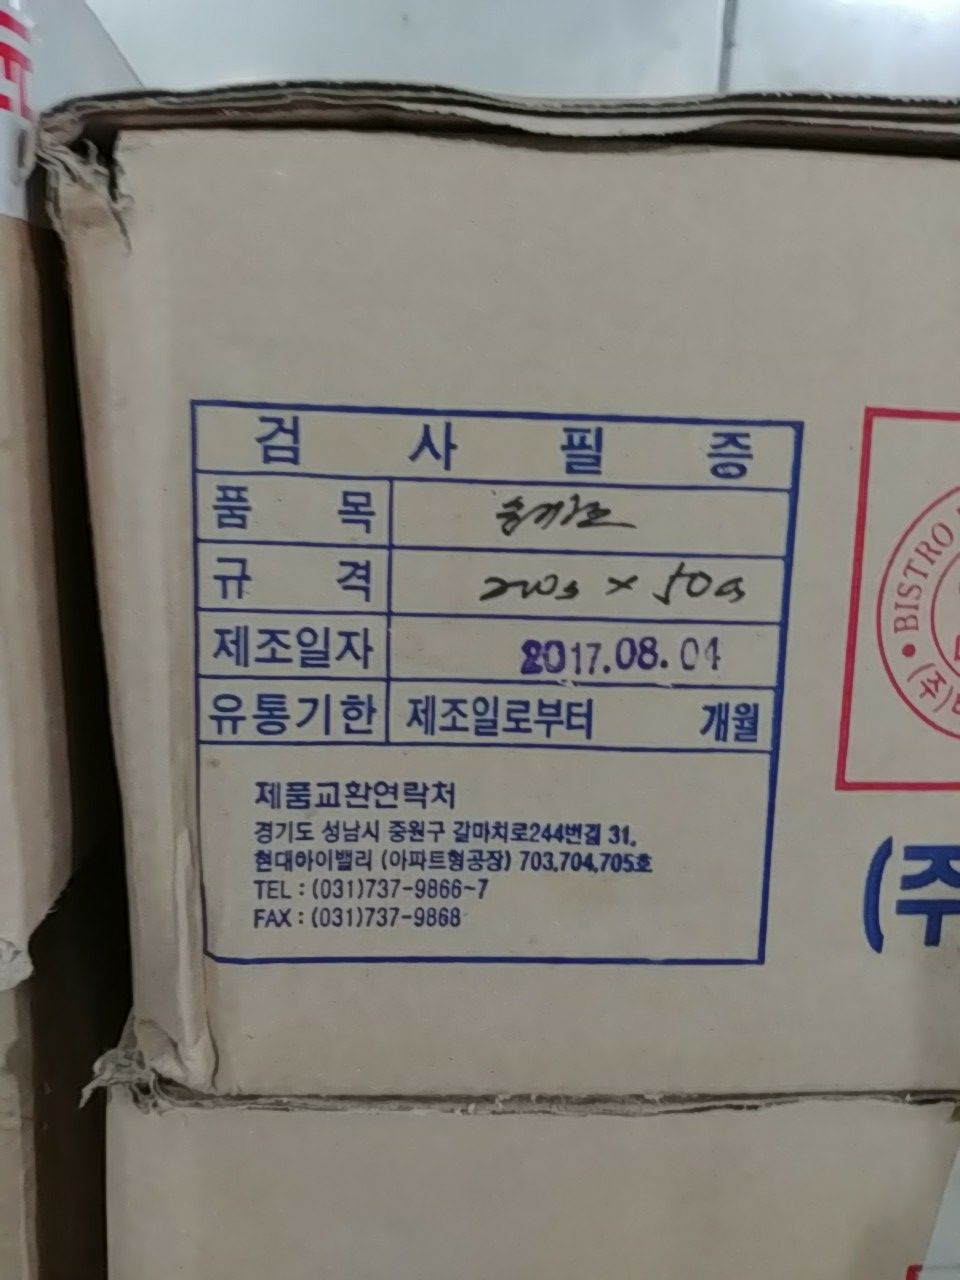 검 사 필 증
품 목
규 격 210g × 50a
제조일자 2017.08.04
유통기한 제조일로부터 개월
제품교환연락처
경기도 성남시 중원구 갈마치로244번길 31,
현대하이밸리 (아파트형공장) 703,704,705호
TEL : (031)737-9866~7
FAX : (031)737-9868
BISTRO
(주)
(주